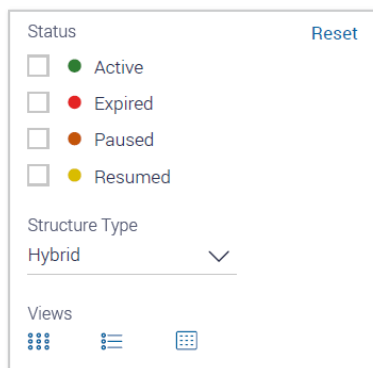 Status Reset
Active
Expired
Paused
Resumed
Structure Type
Hybrid
Views